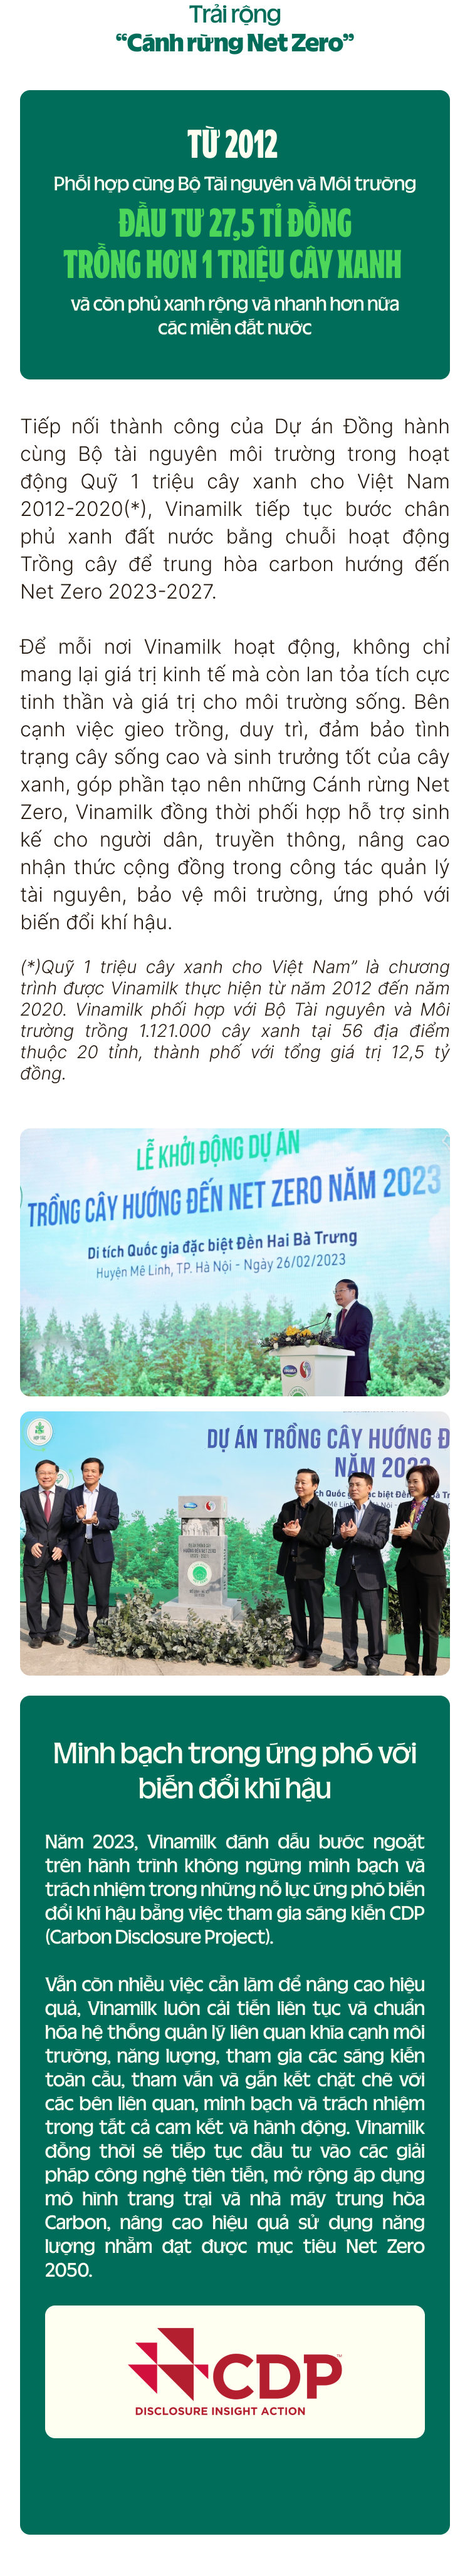 Trải rộng
“Cánh rừng Net Zero”
TỪ 2012
Phối hợp cùng Bộ Tài nguyên và Môi trường
ĐẦU TƯ 27,5 TỈ ĐỒNG
TRỒNG HƠN 1 TRIỆU CÂY XANH
và còn phủ xanh rộng và nhanh hơn nữa
các miền đất nước
Tiếp nối thành công của Dự án Đồng hành
cùng Bộ tài nguyên môi trường trong hoạt
động Quỹ 1 triệu cây xanh cho Việt Nam
2012-2020(*), Vinamilk tiếp tục bước chân
phủ xanh đất nước bằng chuỗi hoạt động
Trồng cây để trung hòa carbon hướng đến
Net Zero 2023-2027.
Để mỗi nơi Vinamilk hoạt động, không chỉ
mang lại giá trị kinh tế mà còn lan tỏa tích cực
tinh thần và giá trị cho môi trường sống. Bên
cạnh việc gieo trồng, duy trì, đảm bảo tình
trạng cây sống cao và sinh trưởng tốt của cây
xanh, góp phần tạo nên những Cánh rừng Net
Zero, Vinamilk đồng thời phối hợp hỗ trợ sinh
kế cho người dân, truyền thông, nâng cao
nhận thức cộng đồng trong công tác quản lý
tài nguyên, bảo vệ môi trường, ứng phó với
biến đổi khí hậu.
(*)Quỹ 1 triệu cây xanh cho Việt Nam” là chương
trình được Vinamilk thực hiện từ năm 2012 đến năm
2020. Vinamilk phối hợp với Bộ Tài nguyên và Môi
trường trồng 1.121.000 cây xanh tại 56 địa điểm
thuộc 20 tỉnh, thành phố với tổng giá trị 12,5 tỷ
đồng.
LỄ KHỞI ĐỘNG DỰ ÁN
TRỒNG CÂY HƯỚNG ĐẾN NET ZERO NĂM 2023
Di tích Quốc gia đặc biệt Đền Hai Bà Trưng
Huyện Mê Linh, TP. Hà Nội - Ngày 26/02/2023
DỰ ÁN TRỒNG CÂY HƯỚNG Đ
NĂM 2023
Minh bạch trong ứng phó với
biến đổi khí hậu
Năm 2023, Vinamilk đánh dấu bước ngoặt
trên hành trình không ngừng minh bạch và
trách nhiệm trong những nỗ lực ứng phó biến
đổi khí hậu bằng việc tham gia sáng kiến CDP
(Carbon Disclosure Project).
Vẫn còn nhiều việc cần làm để nâng cao hiệu
quả, Vinamilk luôn cải tiến liên tục và chuẩn
hóa hệ thống quản lý liên quan khía cạnh môi
trường, năng lượng, tham gia các sáng kiến
toàn cầu, tham vấn và gắn kết chặt chẽ với
các bên liên quan, minh bạch và trách nhiệm
trong tất cả cam kết và hành động. Vinamilk
đồng thời sẽ tiếp tục đầu tư vào các giải
pháp công nghệ tiên tiến, mở rộng áp dụng
mô hình trang trại và nhà máy trung hòa
Carbon, nâng cao hiệu quả sử dụng năng
lượng nhằm đạt được mục tiêu Net Zero
2050.
CDP
DISCLOSURE INSIGHT ACTION